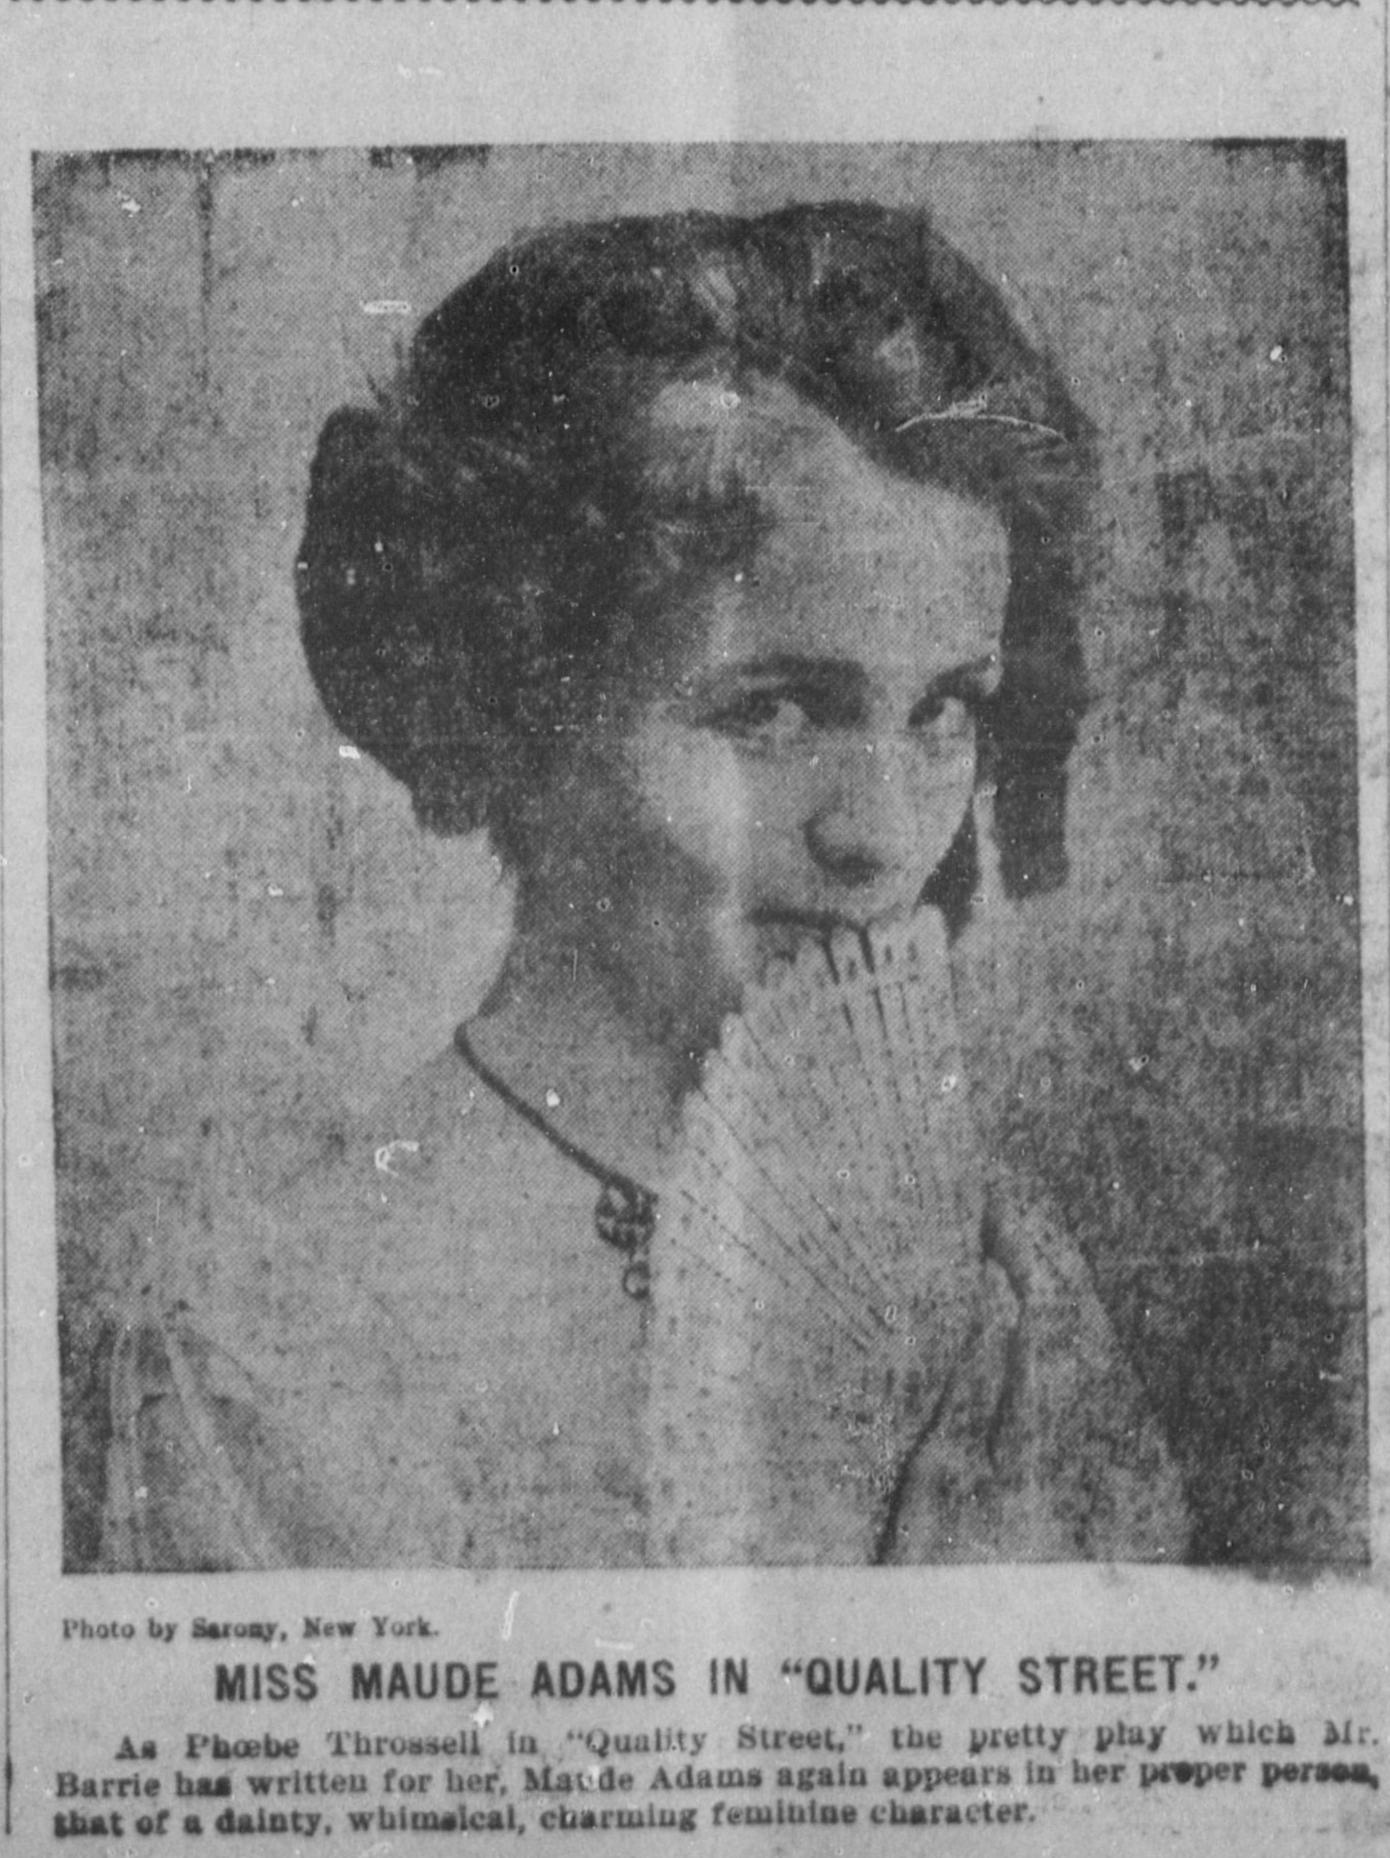 Photo by Sarony, New York.
MISS MAUDE ADAMS IN “QUALITY STREET.”
As Phœbe Throssell in “Quality Street,” the pretty play which Mr.
Barrie has written for her, Maude Adams again appears in her proper person,
that of a dainty, whimsical, charming feminine character.